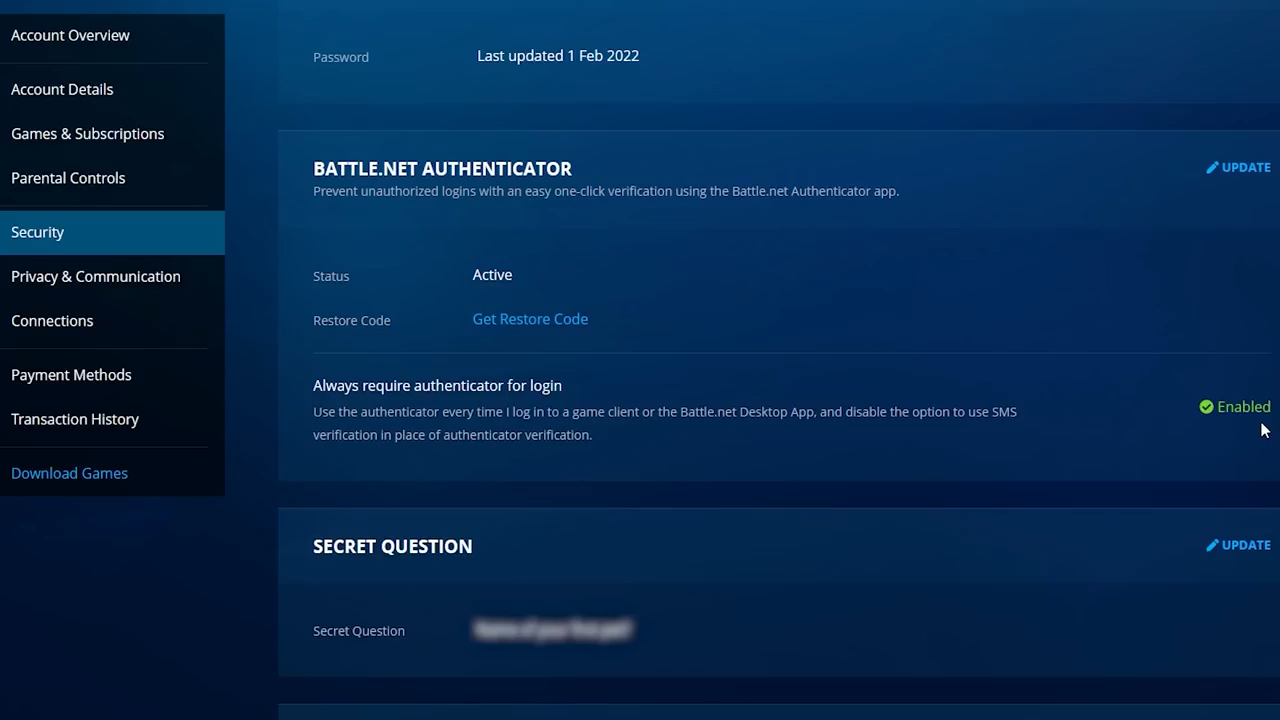 Account Overview
Account Details
Games & Subscriptions
Parental Controls
Security
Privacy & Communication
Connections
Payment Methods
Transaction History
Download Games
Password Last updated 1 Feb 2022
BATTLE.NET AUTHENTICATOR UPDATE
Prevent unauthorized logins with an easy one-click verification using the Battle.net Authenticator app.
Status Active
Restore Code Get Restore Code
Always require authenticator for login
Use the authenticator every time I log in to a game client or the Battle.net Desktop App, and disable the option to use SMS
verification in place of authenticator verification.
Enabled
SECRET QUESTION UPDATE
Secret Question